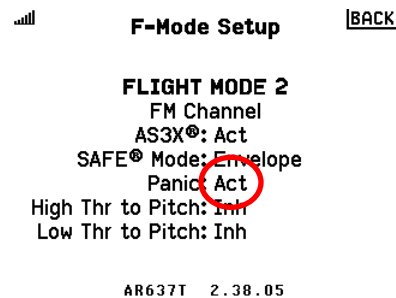 F-Mode Setup
BACK
FLIGHT MODE 2
FM Channel
AS3X®: Act
SAFE® Mode: Envelope
Panic: Act
High Thr to Pitch: Inh
Low Thr to Pitch: Inh
AR637T 2.38.05